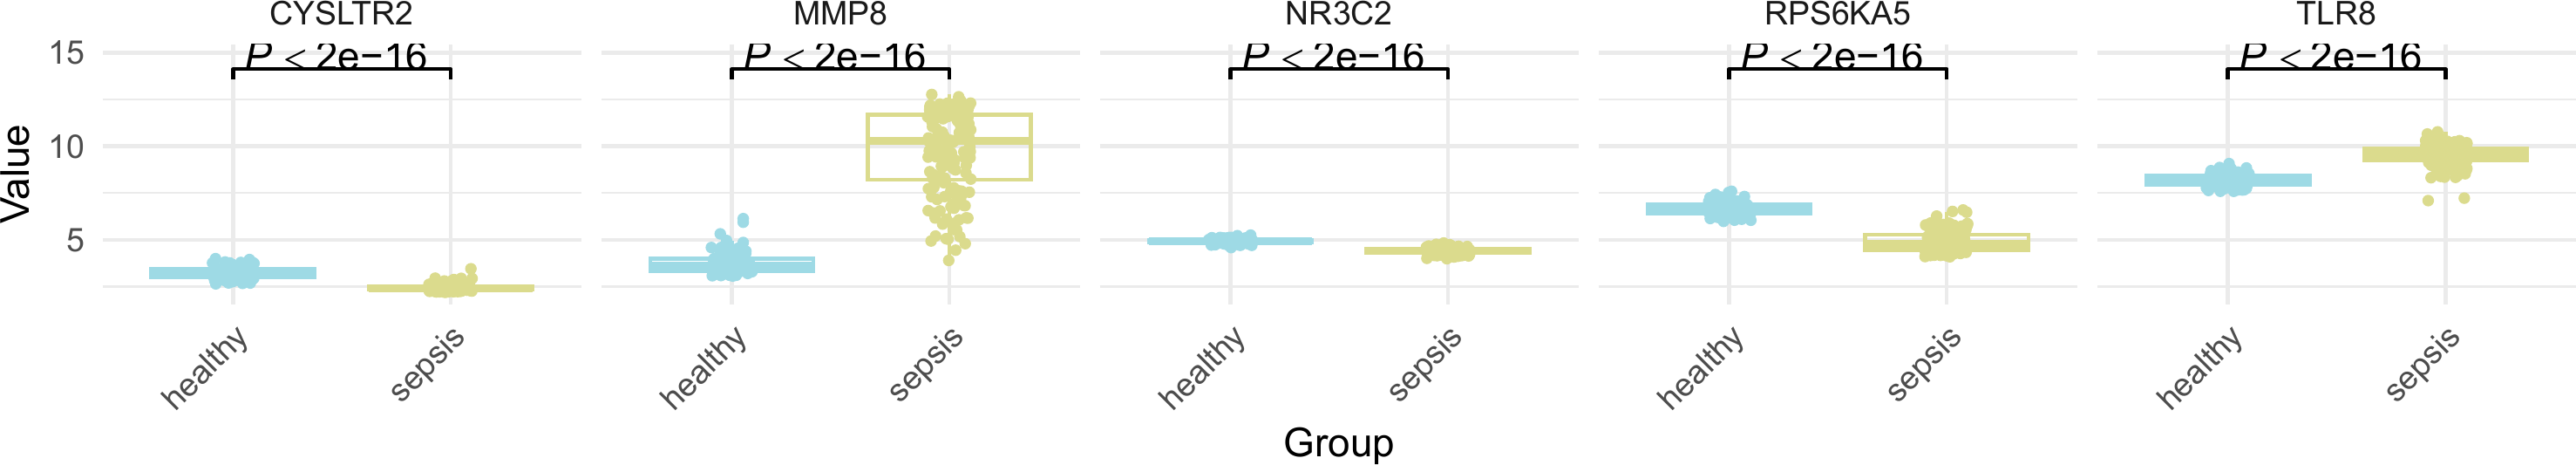 CYSLTR2 MMP8 NR3C2 RPS6KA5 TLR8
P < 2e−16 P < 2e−16 P < 2e−16 P < 2e−16 P < 2e−16
15
10
5
Value
healthy sepsis healthy sepsis healthy sepsis healthy sepsis healthy sepsis
Group